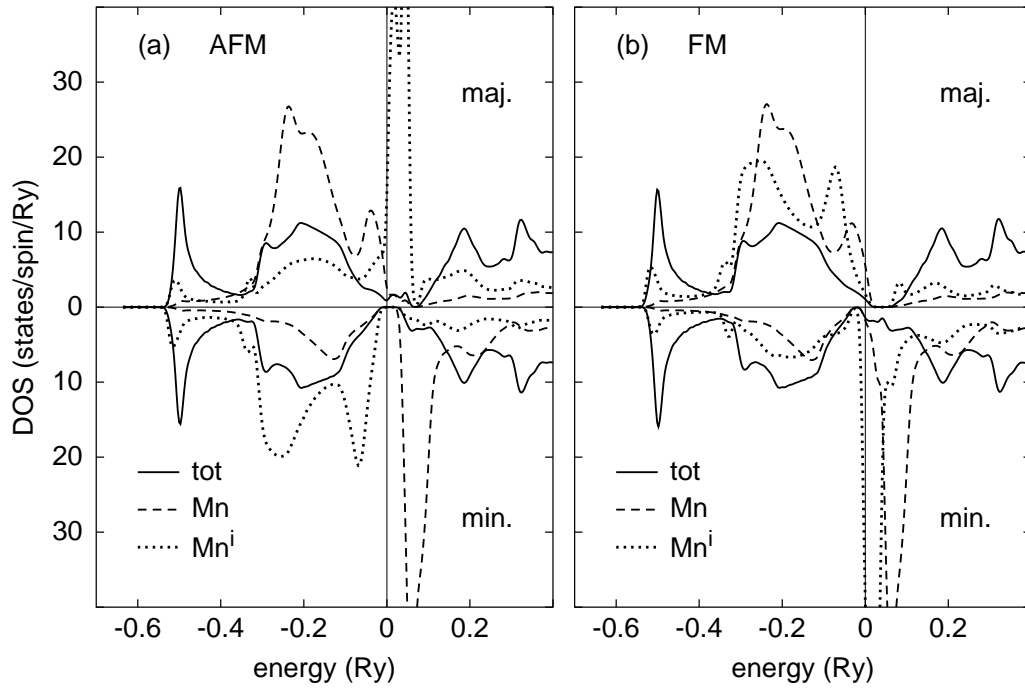 (a) AFM
maj.
30
20
10
0
10
20
30
DOS (states/spin/Ry)
tot
Mn
Mn^i
min.
-0.6 -0.4 -0.2 0 0.2
energy (Ry)
(b) FM
maj.
tot
Mn
Mn^i
min.
-0.6 -0.4 -0.2 0 0.2
energy (Ry)